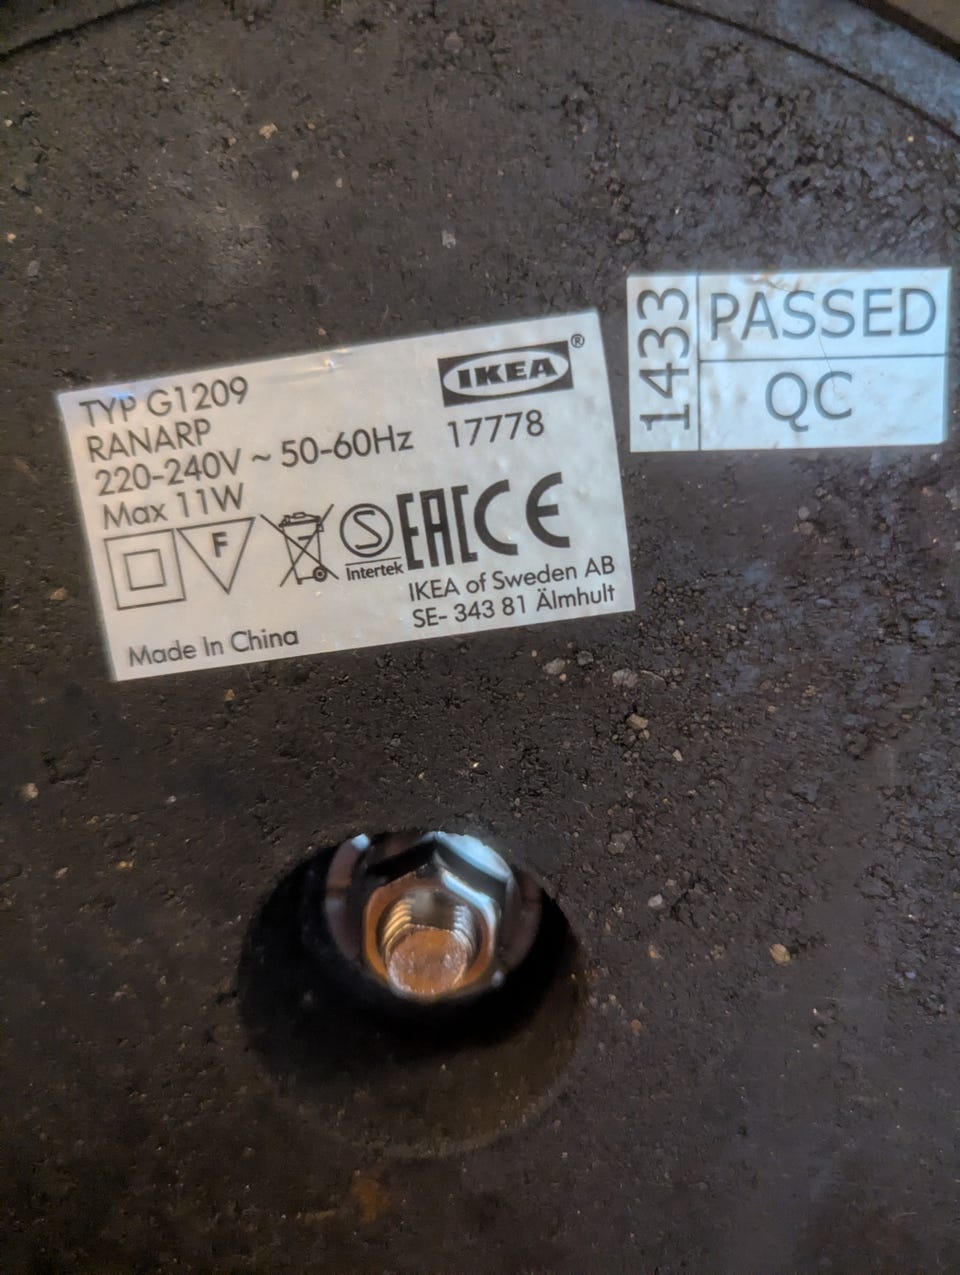 TYP G1209
RANARP
220-240V ~ 50-60Hz
Max 11W
IKEA®
17778
F
S
Intertek
EAC CE
IKEA of Sweden AB
SE- 343 81 Älmhult
Made In China
1433
PASSED
QC